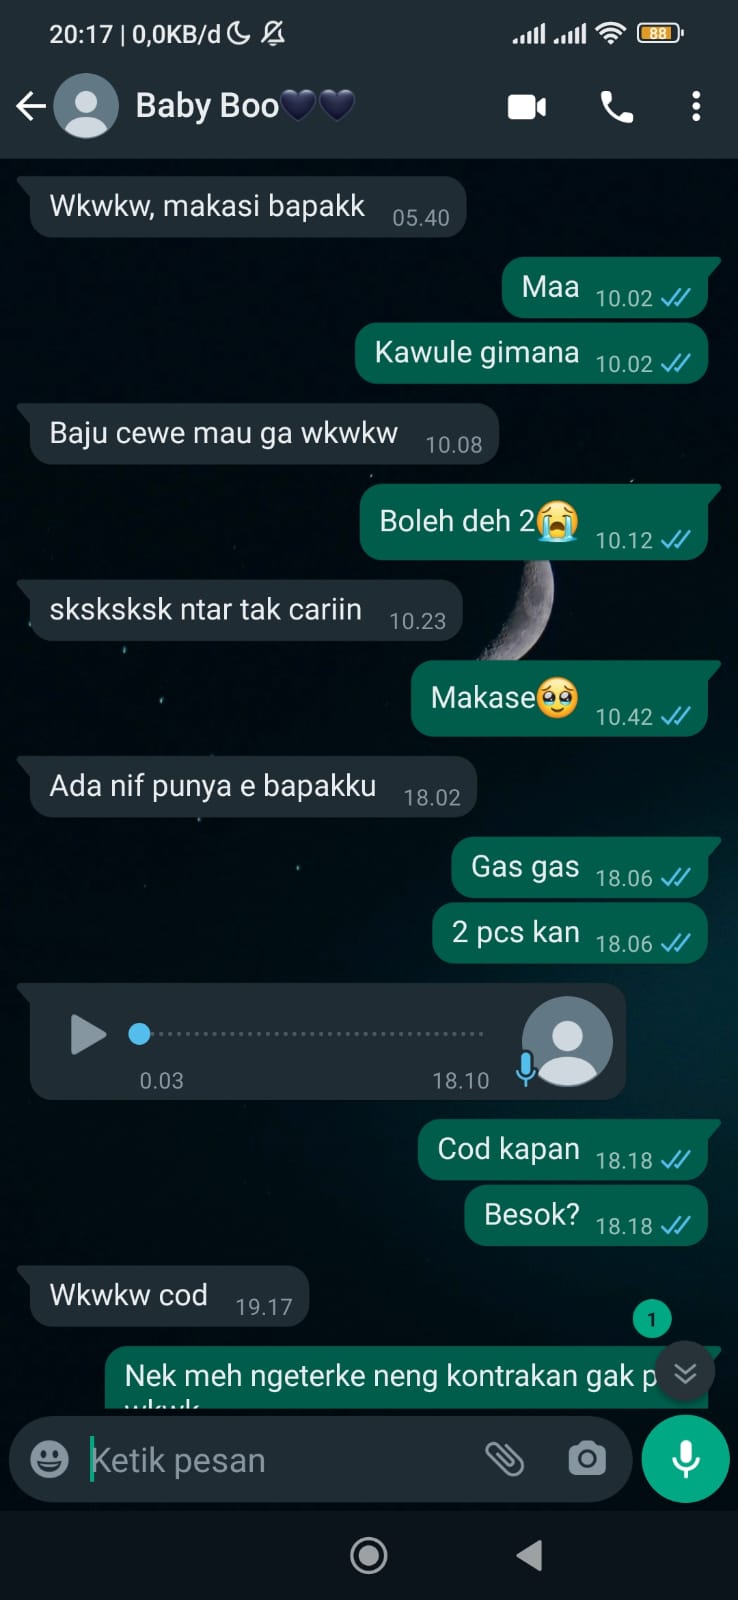 20:17 | 0,0KB/d
88
Baby Boo🖤🖤
Wkwkw, makasi bapakk 05.40
Maa 10.02
Kawule gimana 10.02
Baju cewe mau ga wkwkw 10.08
Boleh deh 2😭 10.12
sksksksk ntar tak cariin 10.23
Makase🥹 10.42
Ada nif punya e bapakku 18.02
Gas gas 18.06
2 pcs kan 18.06
0.03 18.10
Cod kapan 18.18
Besok? 18.18
Wkwkw cod 19.17
1
Nek meh ngeterke neng kontrakan gak p
Ketik pesan